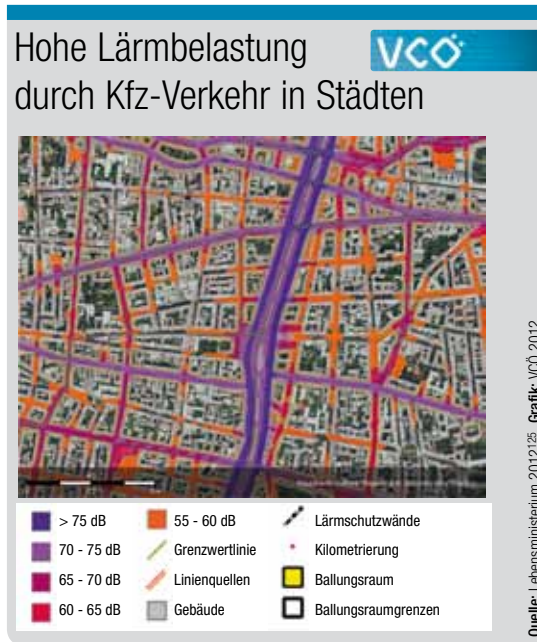 Hohe Lärmbelastung
durch Kfz-Verkehr in Städten
VCÖ
> 75 dB
70 - 75 dB
65 - 70 dB
60 - 65 dB
55 - 60 dB
Grenzwertlinie
Linienquellen
Gebäude
Lärmschutzwände
Kilometrierung
Ballungsraum
Ballungsraumgrenzen
Quelle: Lebensministerium 2012¹²⁵ Grafik: VCÖ 2012